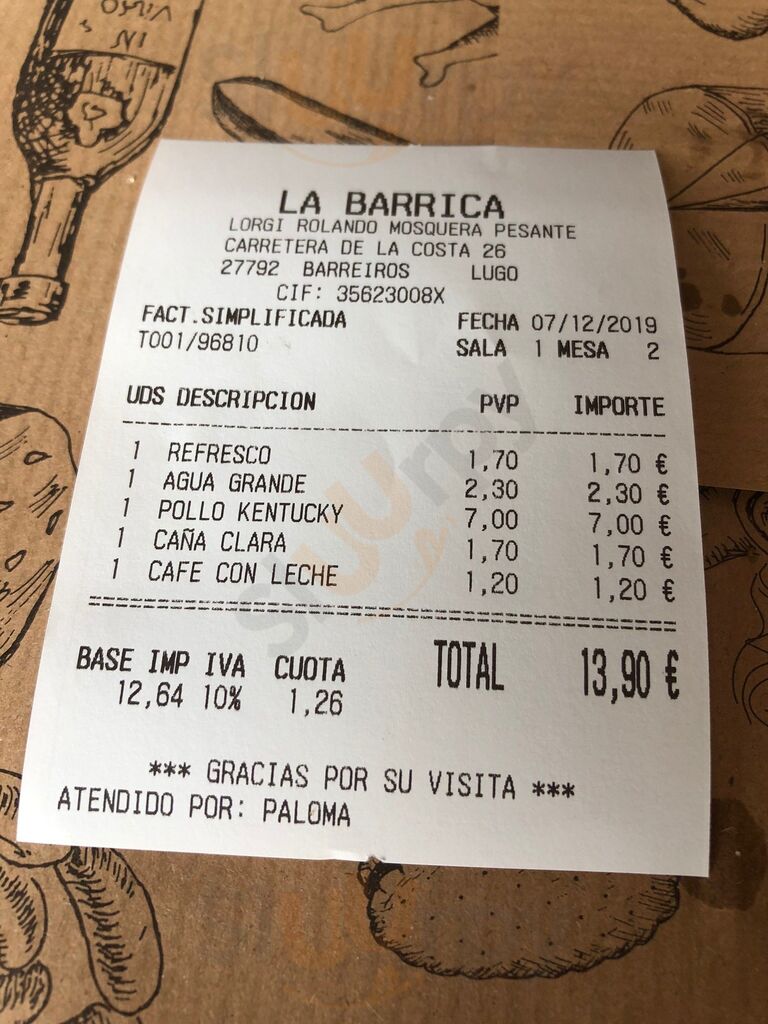 LA BARRICA
LORGI ROLANDO MOSQUERA PESANTE
CARRETERA DE LA COSTA 26
27792 BARREIROS LUGO
CIF: 35623008X
FACT.SIMPLIFICADA FECHA 07/12/2019
T001/96810 SALA 1 MESA 2
UDS DESCRIPCION PVP IMPORTE
1 REFRESCO 1,70 1,70 €
1 AGUA GRANDE 2,30 2,30 €
1 POLLO KENTUCKY 7,00 7,00 €
1 CAÑA CLARA 1,70 1,70 €
1 CAFE CON LECHE 1,20 1,20 €
BASE IMP IVA CUOTA TOTAL 13,90 €
12,64 10% 1,26
*** GRACIAS POR SU VISITA ***
ATENDIDO POR: PALOMA